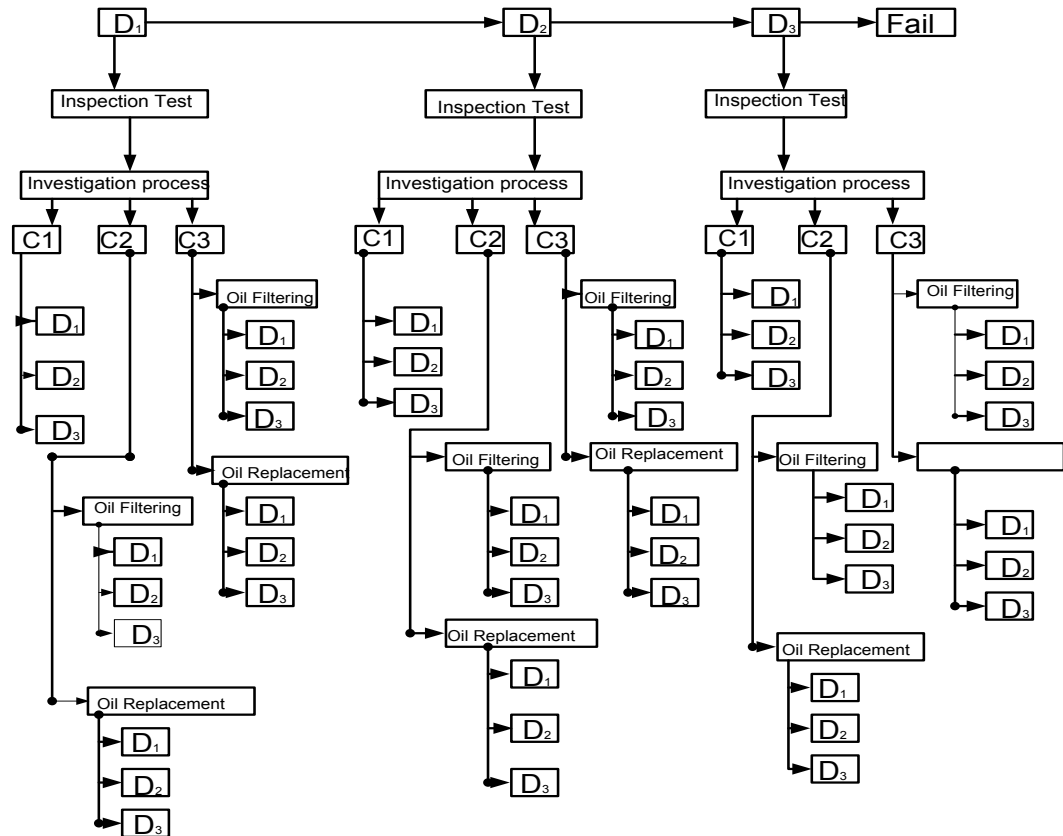 D₁
D₂
D₃
Fail
Inspection Test
Inspection Test
Inspection Test
Investigation process
Investigation process
Investigation process
C1
C2
C3
C1
C2
C3
C1
C2
C3
Oil Filtering
D₁
D₂
D₃
D₁
D₂
D₃
Oil Replacement
D₁
D₂
D₃
Oil Filtering
D₁
D₂
D₃
Oil Replacement
D₁
D₂
D₃
D₁
D₂
D₃
Oil Filtering
D₁
D₂
D₃
Oil Filtering
D₁
D₂
D₃
Oil Replacement
D₁
D₂
D₃
Oil Replacement
D₁
D₂
D₃
D₁
D₂
D₃
Oil Filtering
D₁
D₂
D₃
Oil Filtering
D₁
D₂
D₃
D₁
D₂
D₃
Oil Replacement
D₁
D₂
D₃